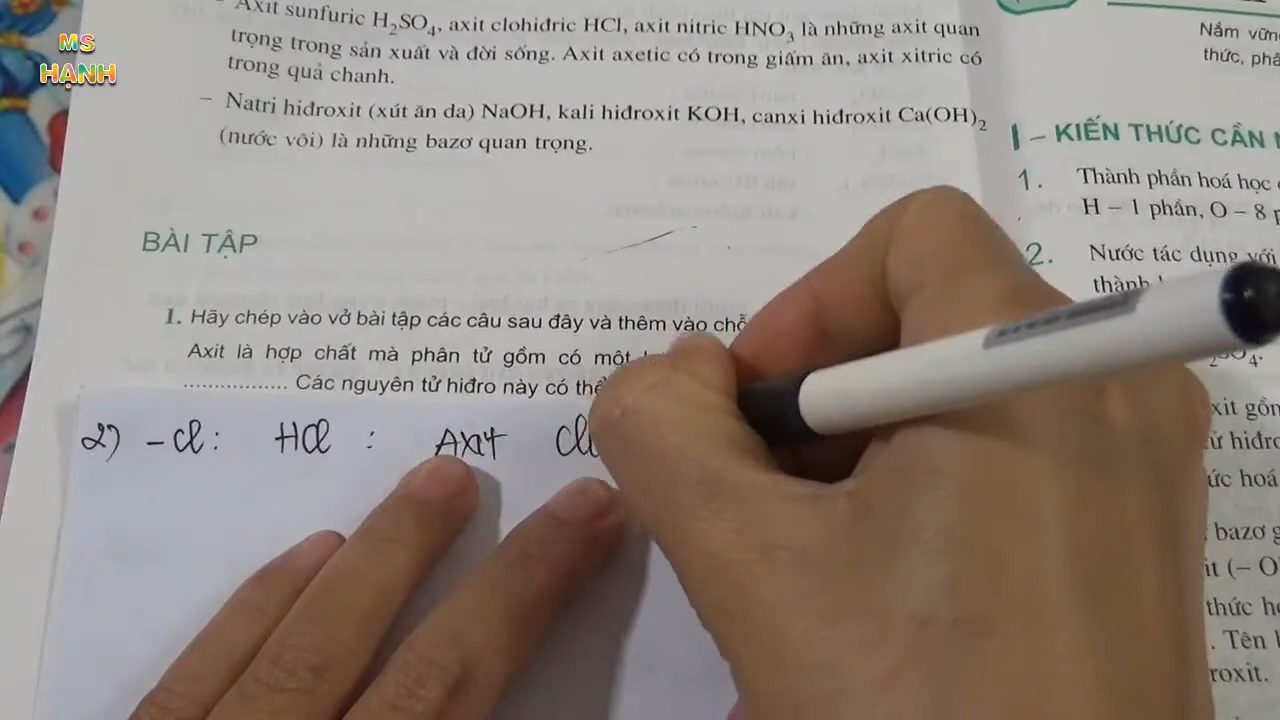 MS
HẠNH
Axit sunfuric H₂SO₄, axit clohiđric HCl, axit nitric HNO₃ là những axit quan
trọng trong sản xuất và đời sống. Axit axetic có trong giấm ăn, axit xitric có
trong quả chanh.
– Natri hiđroxit (xút ăn da) NaOH, kali hiđroxit KOH, canxi hiđroxit Ca(OH)₂
(nước vôi) là những bazơ quan trọng.
BÀI TẬP
1. Hãy chép vào vở bài tập các câu sau đây và thêm vào chỗ
Axit là hợp chất mà phân tử gồm có một
................. Các nguyên tử hiđro này có thể
2) – Cl : HCl : Axit Cl
Nắm vững
thức,
I – KIẾN THỨC CẦN
1. Thành phần hoá học
H – 1 phần, O – 8
2. Nước tác dụng với
thành
axit gồm
hiđro
thức hoá
bazơ
(– O
thức
. Tên
roxit.